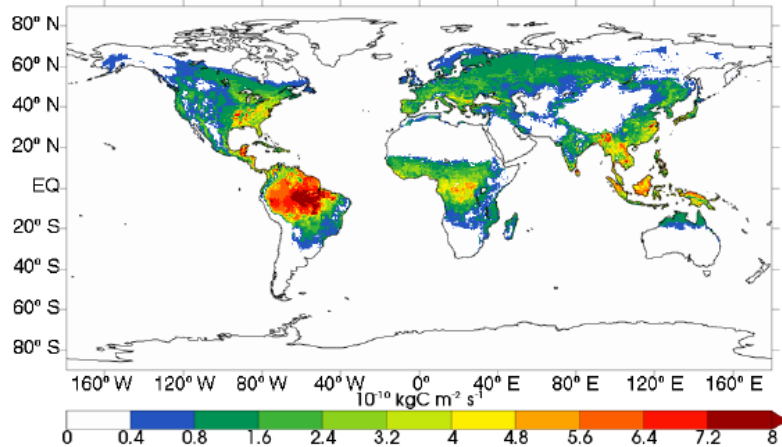 80° N
60° N
40° N
20° N
EQ
20° S
40° S
60° S
80° S
160° W 120° W 80° W 40° W 0° 40° E 80° E 120° E 160° E
10⁻¹⁰ kgC m⁻² s⁻¹
0 0.4 0.8 1.6 2.4 3.2 4 4.8 5.6 6.4 7.2 8